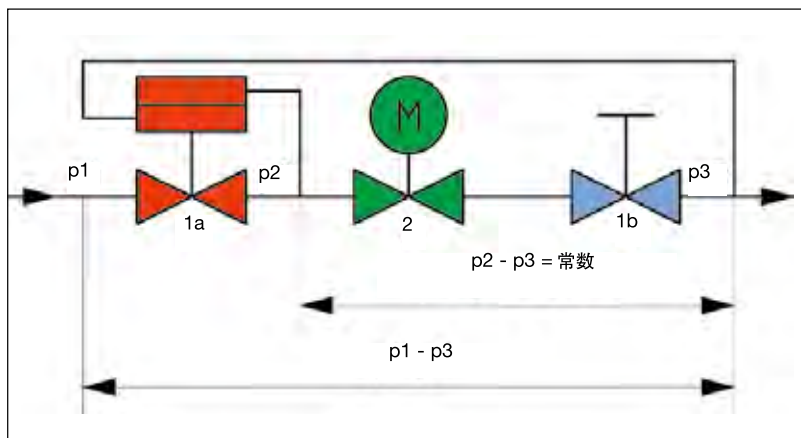 M
p1
p2
p3
1a
2
1b
p2 - p3 = 常数
p1 - p3